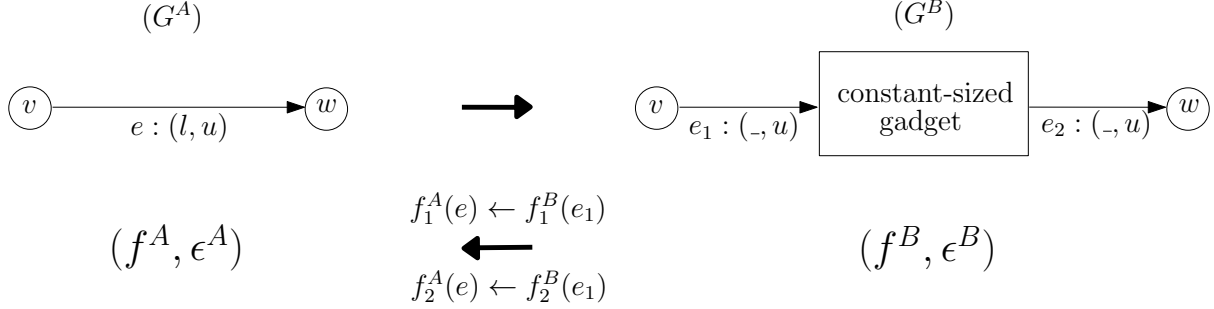 (G^A)
(G^B)
v
w
e : (l, u)
v
e_1 : (_, u)
constant-sized
gadget
e_2 : (_, u)
w
f_1^A(e) ← f_1^B(e_1)
(f^A, ϵ^A)
(f^B, ϵ^B)
f_2^A(e) ← f_2^B(e_1)